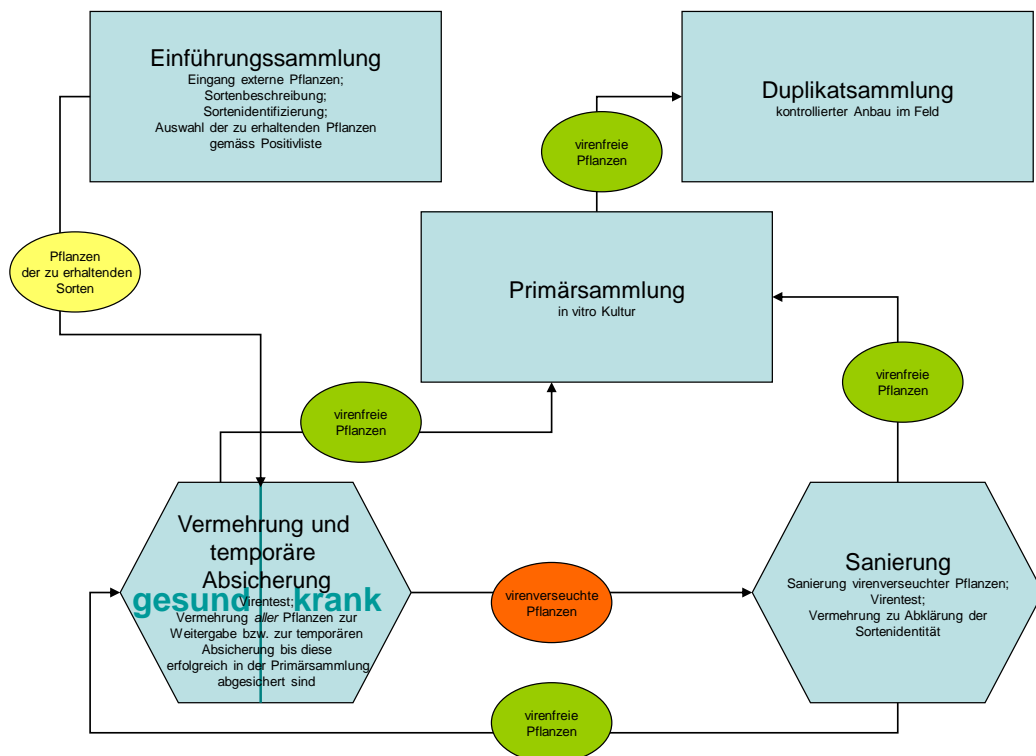 Einführungssammlung
Eingang externe Pflanzen;
Sortenbeschreibung;
Sortenidentifizierung;
Auswahl der zu erhaltenden Pflanzen
gemäss Positivliste
Duplikatsammlung
kontrollierter Anbau im Feld
virenfreie
Pflanzen
Pflanzen
der zu erhaltenden
Sorten
Primärsammlung
in vitro Kultur
virenfreie
Pflanzen
virenfreie
Pflanzen
Vermehrung und
temporäre
Absicherung
gesund krank
Virentest;
Vermehrung aller Pflanzen zur
Weitergabe bzw. zur temporären
Absicherung bis diese
erfolgreich in der Primärsammlung
abgesichert sind
virenverseuchte
Pflanzen
Sanierung
Sanierung virenverseuchter Pflanzen;
Virentest;
Vermehrung zu Abklärung der
Sortenidentität
virenfreie
Pflanzen